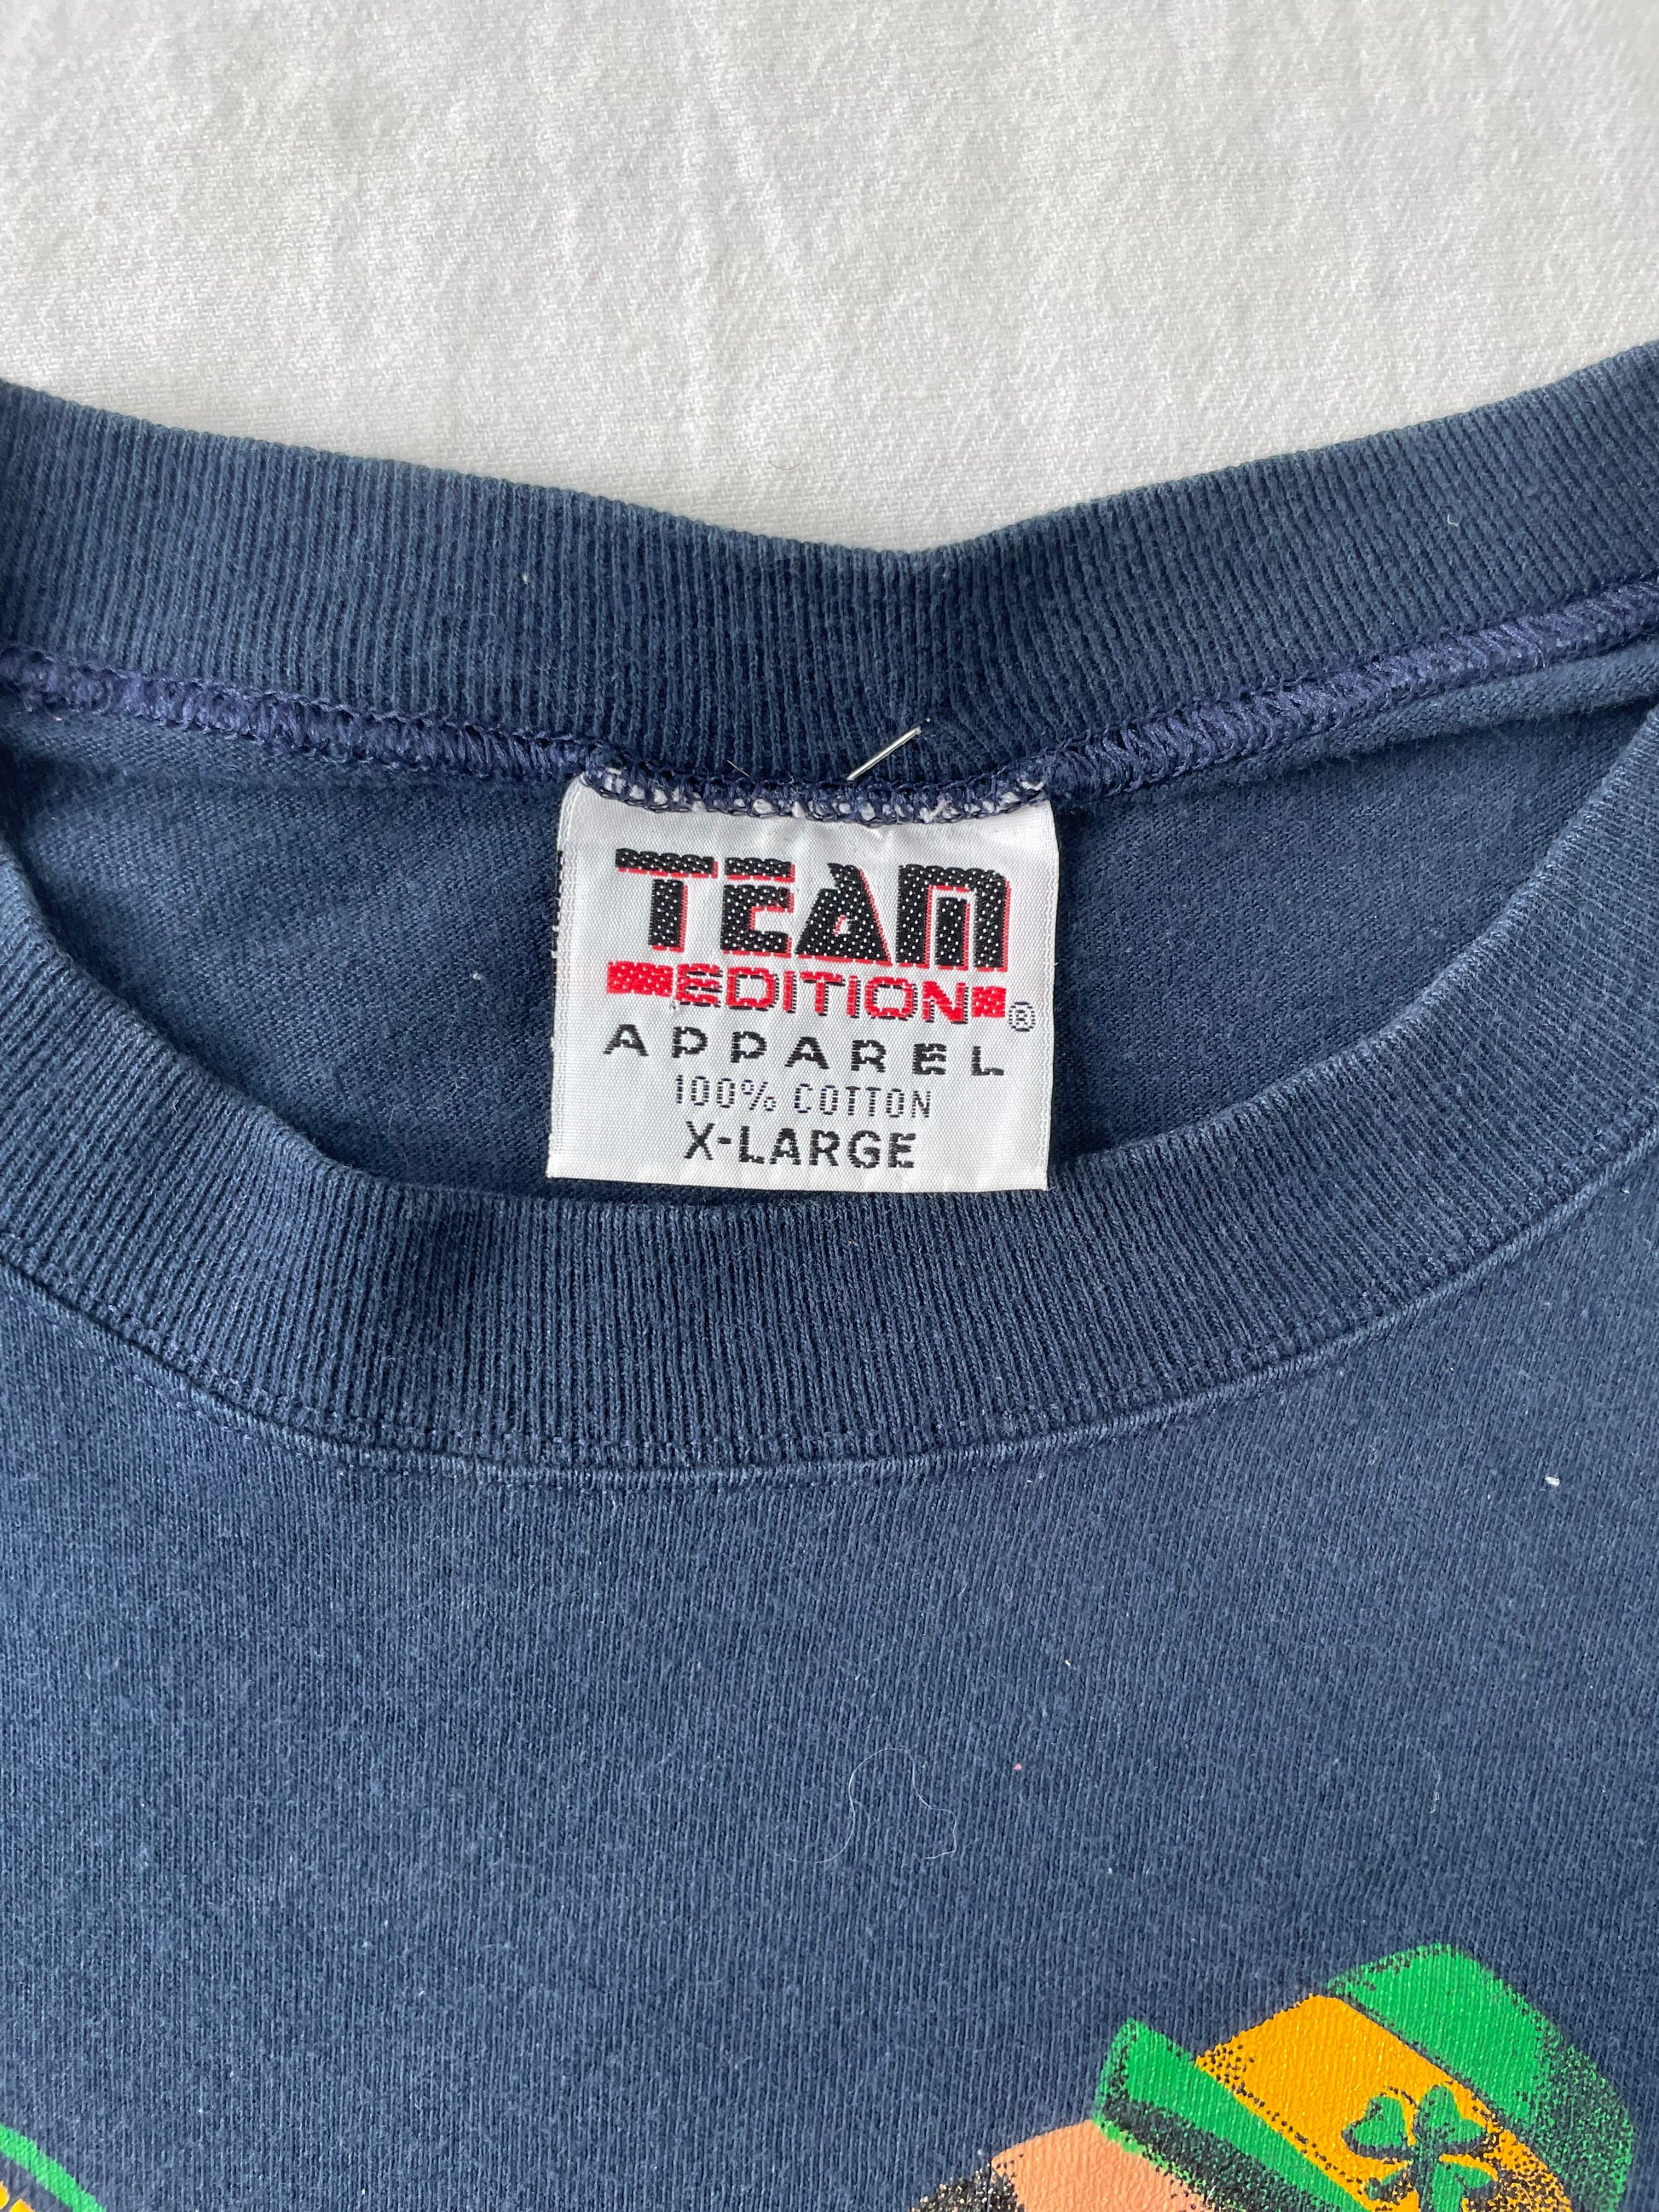 TEAM
EDITION®
APPAREL
100% COTTON
X-LARGE